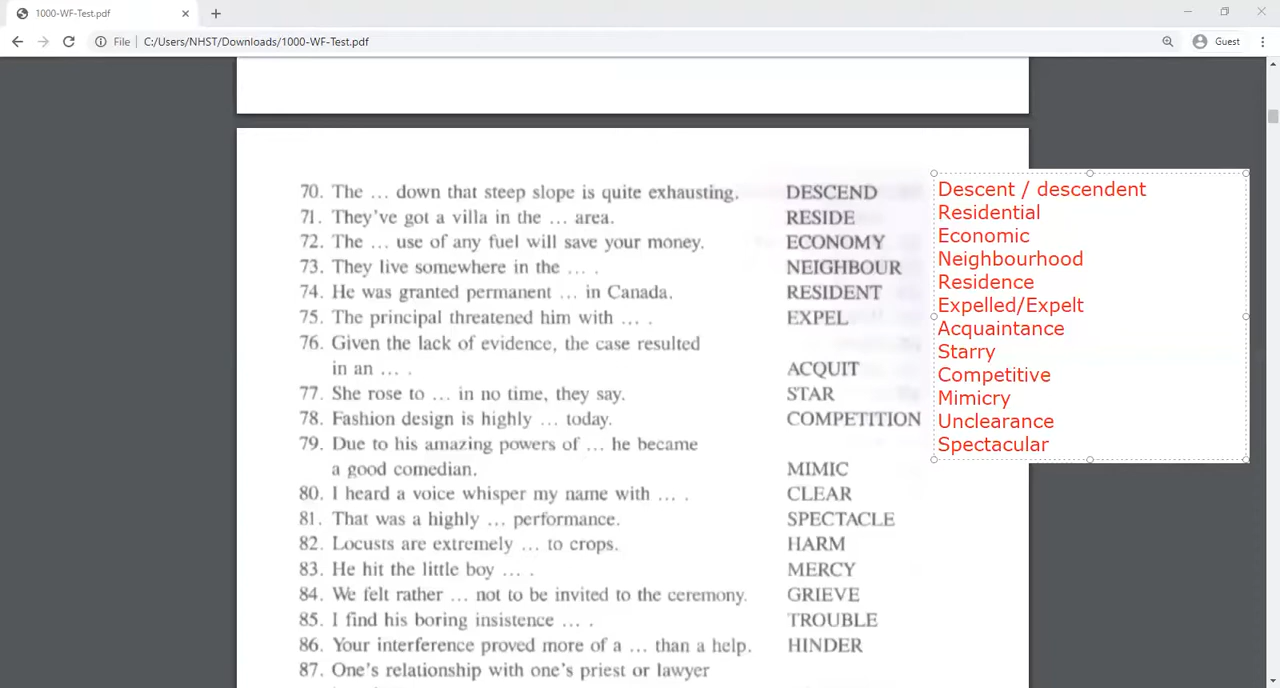 1000-WF-Test.pdf
File C:/Users/NHST/Downloads/1000-WF-Test.pdf Guest
70. The ... down that steep slope is quite exhausting. DESCEND
71. They've got a villa in the ... area. RESIDE
72. The ... use of any fuel will save your money. ECONOMY
73. They live somewhere in the ... . NEIGHBOUR
74. He was granted permanent ... in Canada. RESIDENT
75. The principal threatened him with ... . EXPEL
76. Given the lack of evidence, the case resulted
in an ... . ACQUIT
77. She rose to ... in no time, they say. STAR
78. Fashion design is highly ... today. COMPETITION
79. Due to his amazing powers of ... he became
a good comedian. MIMIC
80. I heard a voice whisper my name with ... . CLEAR
81. That was a highly ... performance. SPECTACLE
82. Locusts are extremely ... to crops. HARM
83. He hit the little boy ... . MERCY
84. We felt rather ... not to be invited to the ceremony. GRIEVE
85. I find his boring insistence ... . TROUBLE
86. Your interference proved more of a ... than a help. HINDER
87. One's relationship with one's priest or lawyer
Descent / descendent
Residential
Economic
Neighbourhood
Residence
Expelled/Expelt
Acquaintance
Starry
Competitive
Mimicry
Unclearance
Spectacular